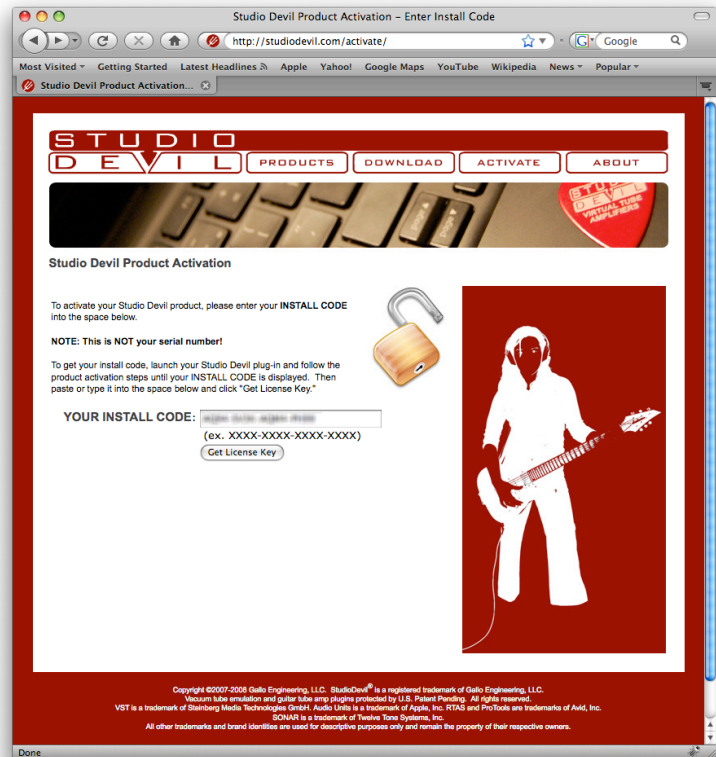 Studio Devil Product Activation – Enter Install Code
http://studiodevil.com/activate/
Google
Most Visited
Getting Started
Latest Headlines
Apple
Yahoo!
Google Maps
YouTube
Wikipedia
News
Popular
Studio Devil Product Activation...
STUDIO
DEVIL
PRODUCTS
DOWNLOAD
ACTIVATE
ABOUT
page
page
STUDIO
DEVIL
VIRTUAL TUBE
AMPLIFIERS
Studio Devil Product Activation
To activate your Studio Devil product, please enter your INSTALL CODE
into the space below.
NOTE: This is NOT your serial number!
To get your install code, launch your Studio Devil plug-in and follow the
product activation steps until your INSTALL CODE is displayed. Then
paste or type it into the space below and click "Get License Key."
YOUR INSTALL CODE:
(ex. XXXX-XXXX-XXXX-XXXX)
Get License Key
Copyright ©2007-2008 Gallo Engineering, LLC. StudioDevil® is a registered trademark of Gallo Engineering, LLC.
Vacuum tube emulation and guitar tube amp plugins protected by U.S. Patent Pending. All rights reserved.
VST is a trademark of Steinberg Media Technologies GmbH. Audio Units is a trademark of Apple, Inc. RTAS and ProTools are trademarks of Avid, Inc.
SONAR is a trademark of Twelve Tone Systems, Inc.
All other trademarks and brand identities are used for descriptive purposes only and remain the property of their respective owners.
Done